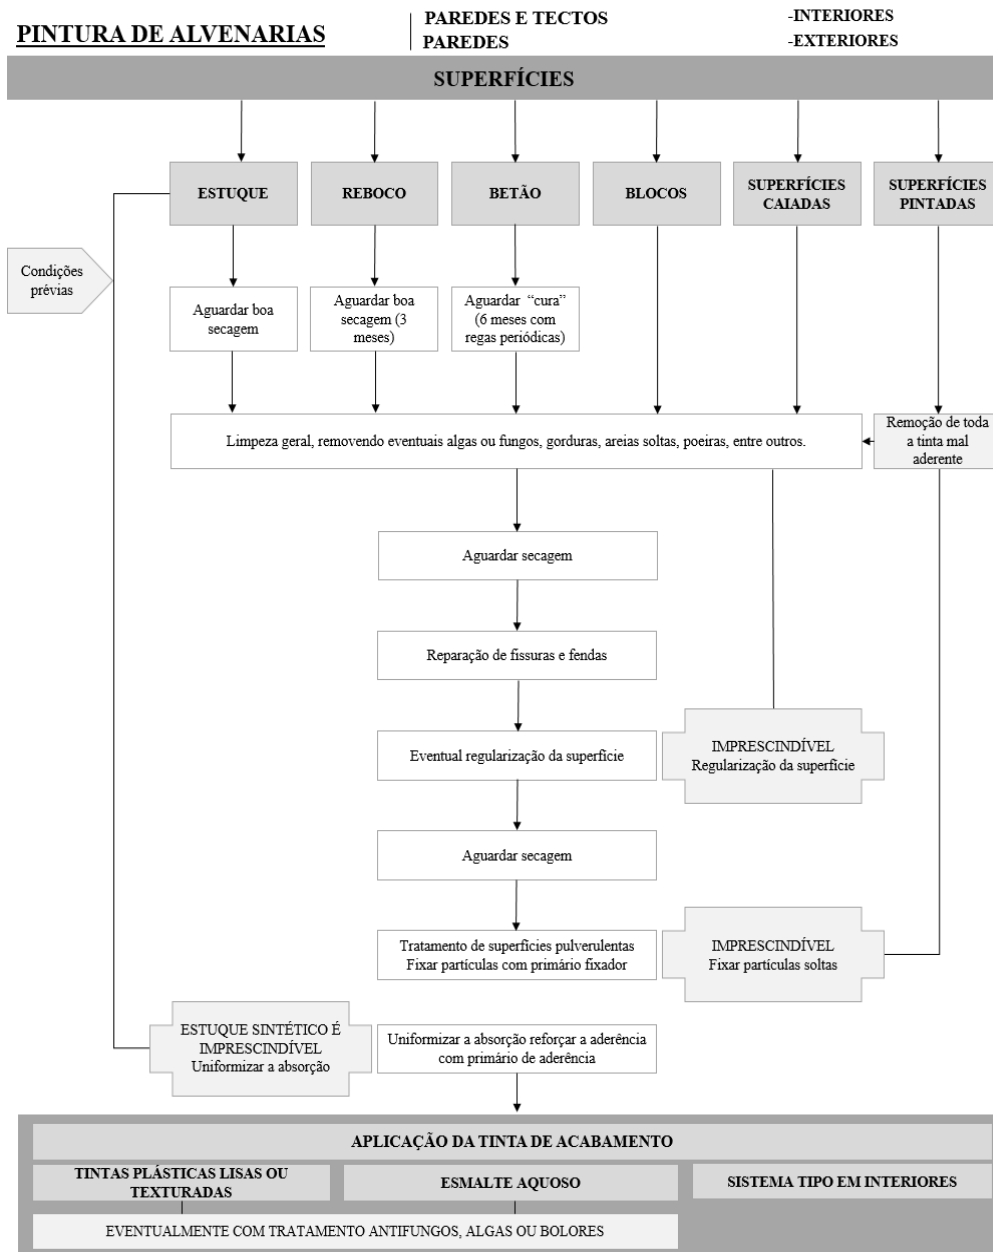 PINTURA DE ALVENARIAS
PAREDES E TECTOS
PAREDES
-INTERIORES
-EXTERIORES
SUPERFÍCIES
ESTUQUE
REBOCO
BETÃO
BLOCOS
SUPERFÍCIES
CAIADAS
SUPERFÍCIES
PINTADAS
Condições
prévias
Aguardar boa
secagem
Aguardar boa
secagem (3
meses)
Aguardar “cura”
(6 meses com
regas periódicas)
Limpeza geral, removendo eventuais algas ou fungos, gorduras, areias soltas, poeiras, entre outros.
Remoção de toda
a tinta mal
aderente
Aguardar secagem
Reparação de fissuras e fendas
Eventual regularização da superfície
IMPRESCINDÍVEL
Regularização da superfície
Aguardar secagem
Tratamento de superfícies pulverulentas
Fixar partículas com primário fixador
IMPRESCINDÍVEL
Fixar partículas soltas
ESTUQUE SINTÉTICO É
IMPRESCINDÍVEL
Uniformizar a absorção
Uniformizar a absorção reforçar a aderência
com primário de aderência
APLICAÇÃO DA TINTA DE ACABAMENTO
TINTAS PLÁSTICAS LISAS OU
TEXTURADAS
ESMALTE AQUOSO
SISTEMA TIPO EM INTERIORES
EVENTUALMENTE COM TRATAMENTO ANTIFUNGOS, ALGAS OU BOLORES